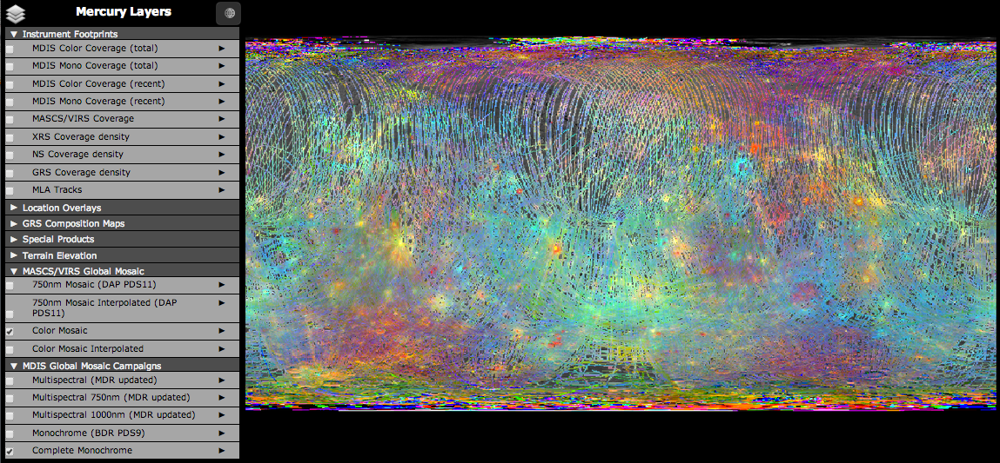 Mercury Layers
▼ Instrument Footprints
MDIS Color Coverage (total) ►
MDIS Mono Coverage (total) ►
MDIS Color Coverage (recent) ►
MDIS Mono Coverage (recent) ►
MASCS/VIRS Coverage ►
XRS Coverage density ►
NS Coverage density ►
GRS Coverage density ►
MLA Tracks ►
► Location Overlays
► GRS Composition Maps
► Special Products
► Terrain Elevation
▼ MASCS/VIRS Global Mosaic
750nm Mosaic (DAP PDS11) ►
750nm Mosaic Interpolated (DAP ►
PDS11)
Color Mosaic ►
Color Mosaic Interpolated ►
▼ MDIS Global Mosaic Campaigns
Multispectral (MDR updated) ►
Multispectral 750nm (MDR updated) ►
Multispectral 1000nm (MDR updated) ►
Monochrome (BDR PDS9) ►
Complete Monochrome ►